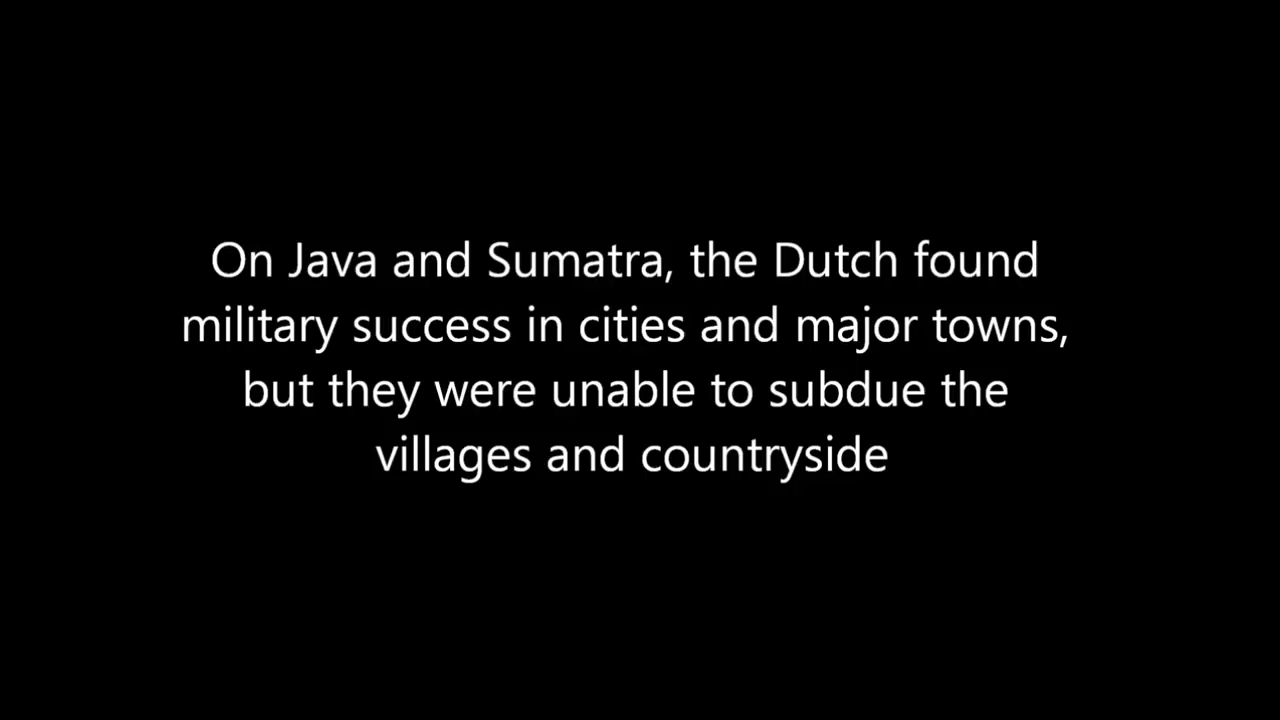 On Java and Sumatra, the Dutch found
military success in cities and major towns,
but they were unable to subdue the
villages and countryside